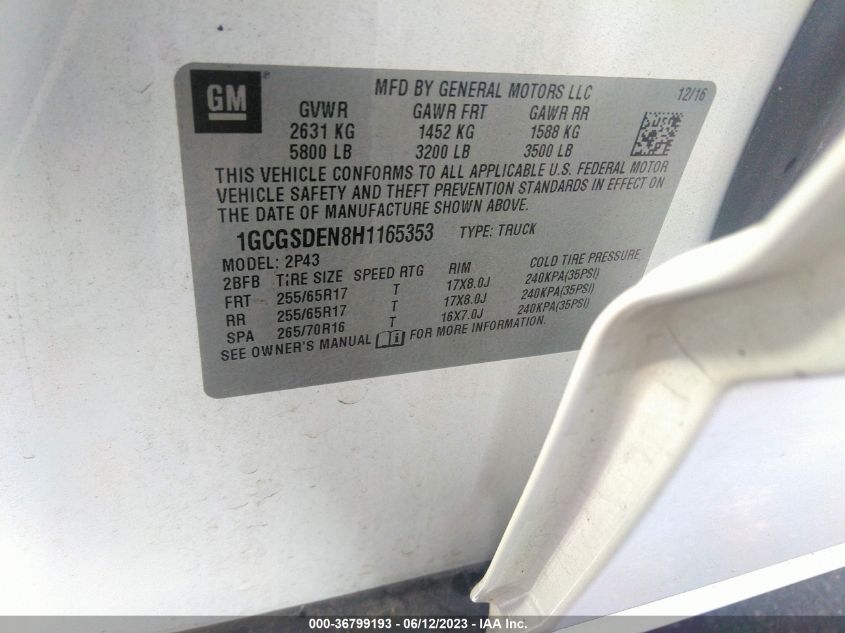 GM
MFD BY GENERAL MOTORS LLC 12/16
GVWR GAWR FRT GAWR RR
2631 KG 1452 KG 1588 KG
5800 LB 3200 LB 3500 LB
THIS VEHICLE CONFORMS TO ALL APPLICABLE U.S. FEDERAL MOTOR
VEHICLE SAFETY AND THEFT PREVENTION STANDARDS IN EFFECT ON
THE DATE OF MANUFACTURE SHOWN ABOVE.
1GCGSDEN8H1165353 TYPE: TRUCK
MODEL: 2P43
2BFB TIRE SIZE SPEED RTG RIM COLD TIRE PRESSURE
FRT 255/65R17 T 17X8.0J 240KPA(35PSI)
RR 255/65R17 T 17X8.0J 240KPA(35PSI)
SPA 265/70R16 T 16X7.0J 240KPA(35PSI)
SEE OWNER'S MANUAL FOR MORE INFORMATION.
000-36799193 - 06/12/2023 - IAA Inc.